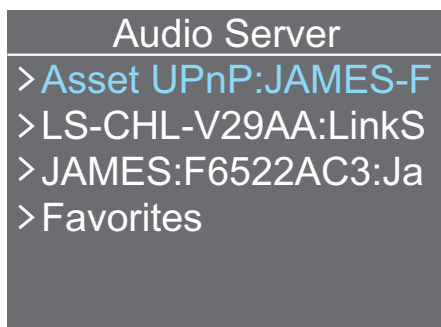 Audio Server
>Asset UPnP:JAMES-F
>LS-CHL-V29AA:LinkS
>JAMES:F6522AC3:Ja
>Favorites